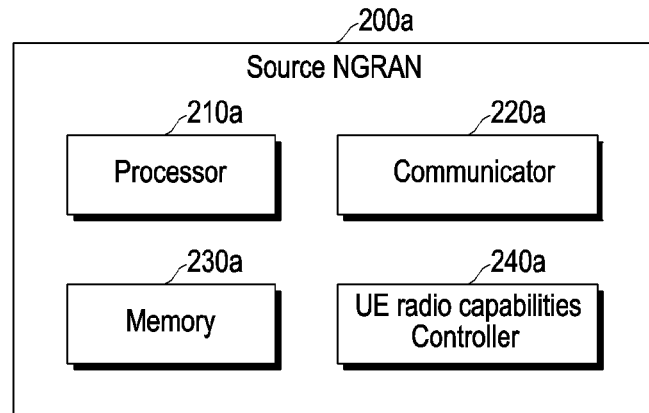 200a
Source NGRAN
210a
220a
Processor
Communicator
230a
240a
Memory
UE radio capabilities
Controller